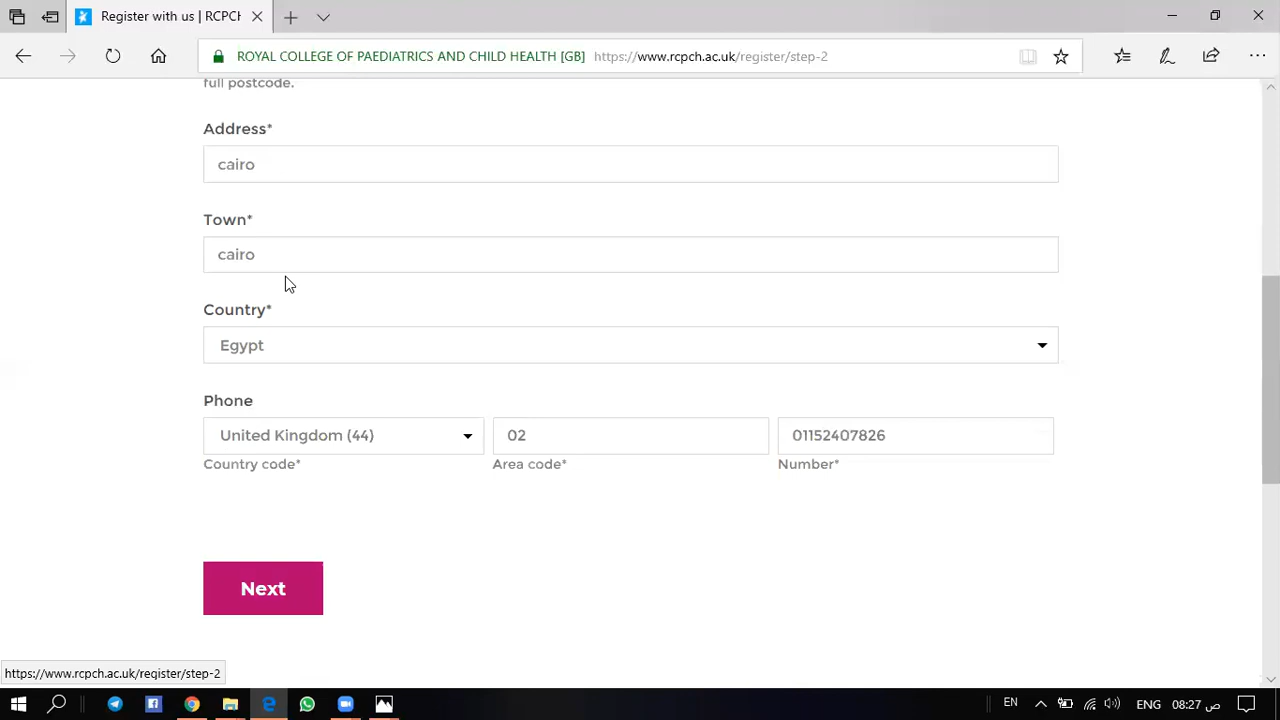 Register with us | RCPCH
ROYAL COLLEGE OF PAEDIATRICS AND CHILD HEALTH [GB] https://www.rcpch.ac.uk/register/step-2
full postcode.
Address*
cairo
Town*
cairo
Country*
Egypt
Phone
United Kingdom (44) 02 01152407826
Country code* Area code* Number*
Next
https://www.rcpch.ac.uk/register/step-2
EN ENG 08:27 ص